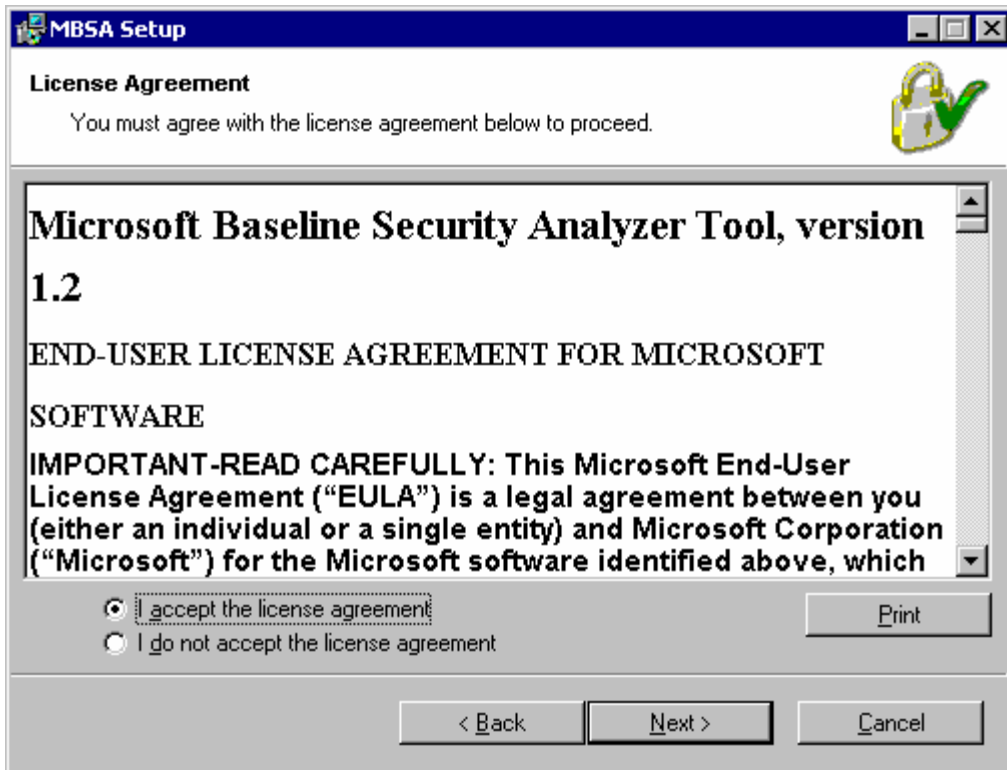 MBSA Setup
License Agreement
You must agree with the license agreement below to proceed.
Microsoft Baseline Security Analyzer Tool, version
1.2
END-USER LICENSE AGREEMENT FOR MICROSOFT
SOFTWARE
IMPORTANT-READ CAREFULLY: This Microsoft End-User
License Agreement (“EULA”) is a legal agreement between you
(either an individual or a single entity) and Microsoft Corporation
(“Microsoft”) for the Microsoft software identified above, which
I accept the license agreement
Print
I do not accept the license agreement
< Back
Next >
Cancel